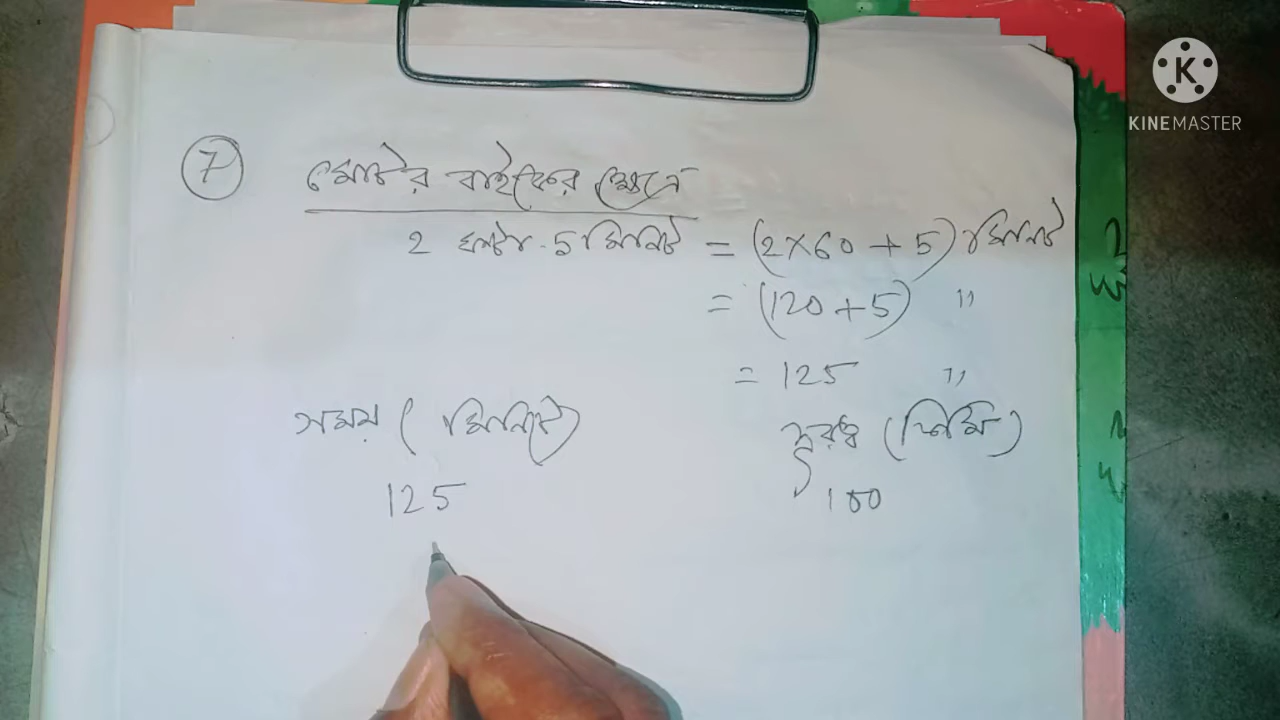 KINEMASTER
7 মোটর বাইকের ক্ষেত্রে
2 ঘন্টা 5 মিনিট = (2×60 + 5) মিনিট
= (120 + 5) "
= 125 "
সময় (মিনিটে) দূরত্ব (কিমি)
125 100